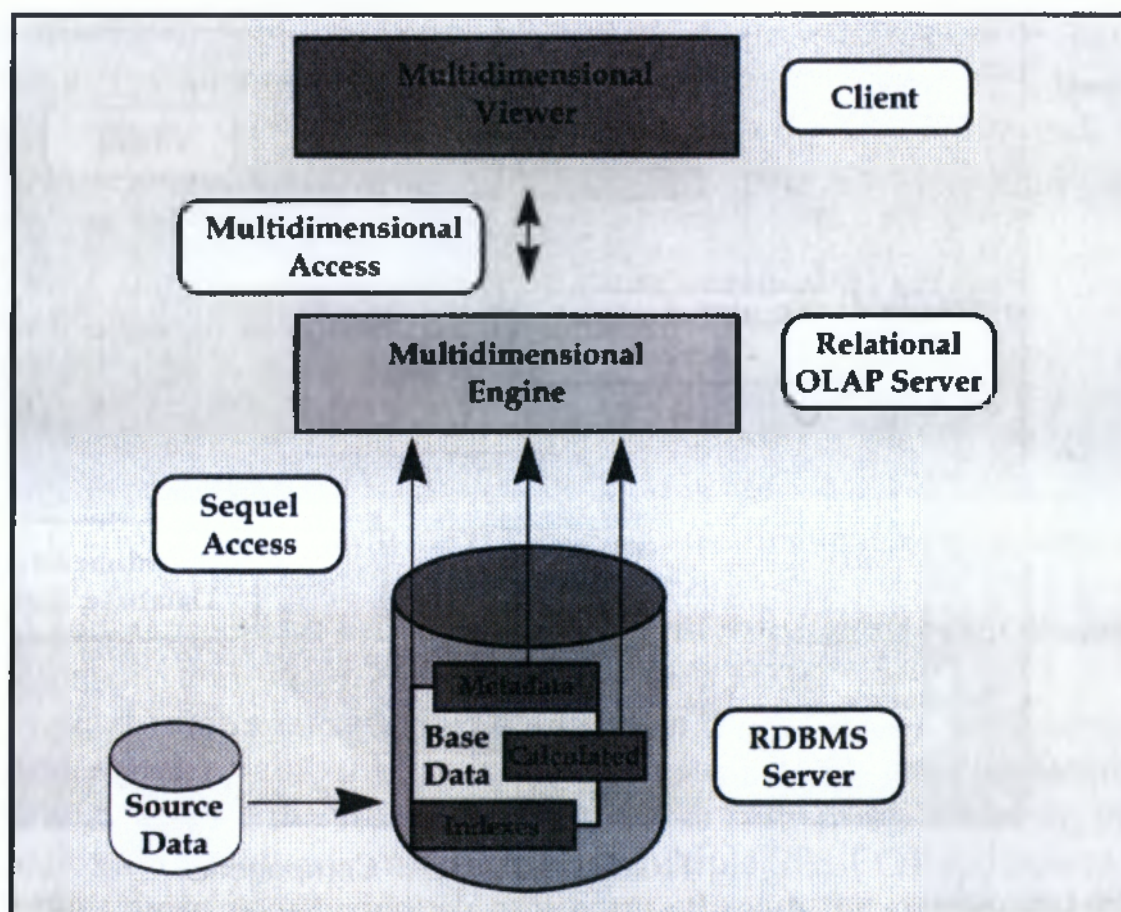 Multidimensional
Viewer
Client
Multidimensional
Access
Multidimensional
Engine
Relational
OLAP Server
Sequel
Access
Metadata
Base
Data
Calculated
Indexes
RDBMS
Server
Source
Data